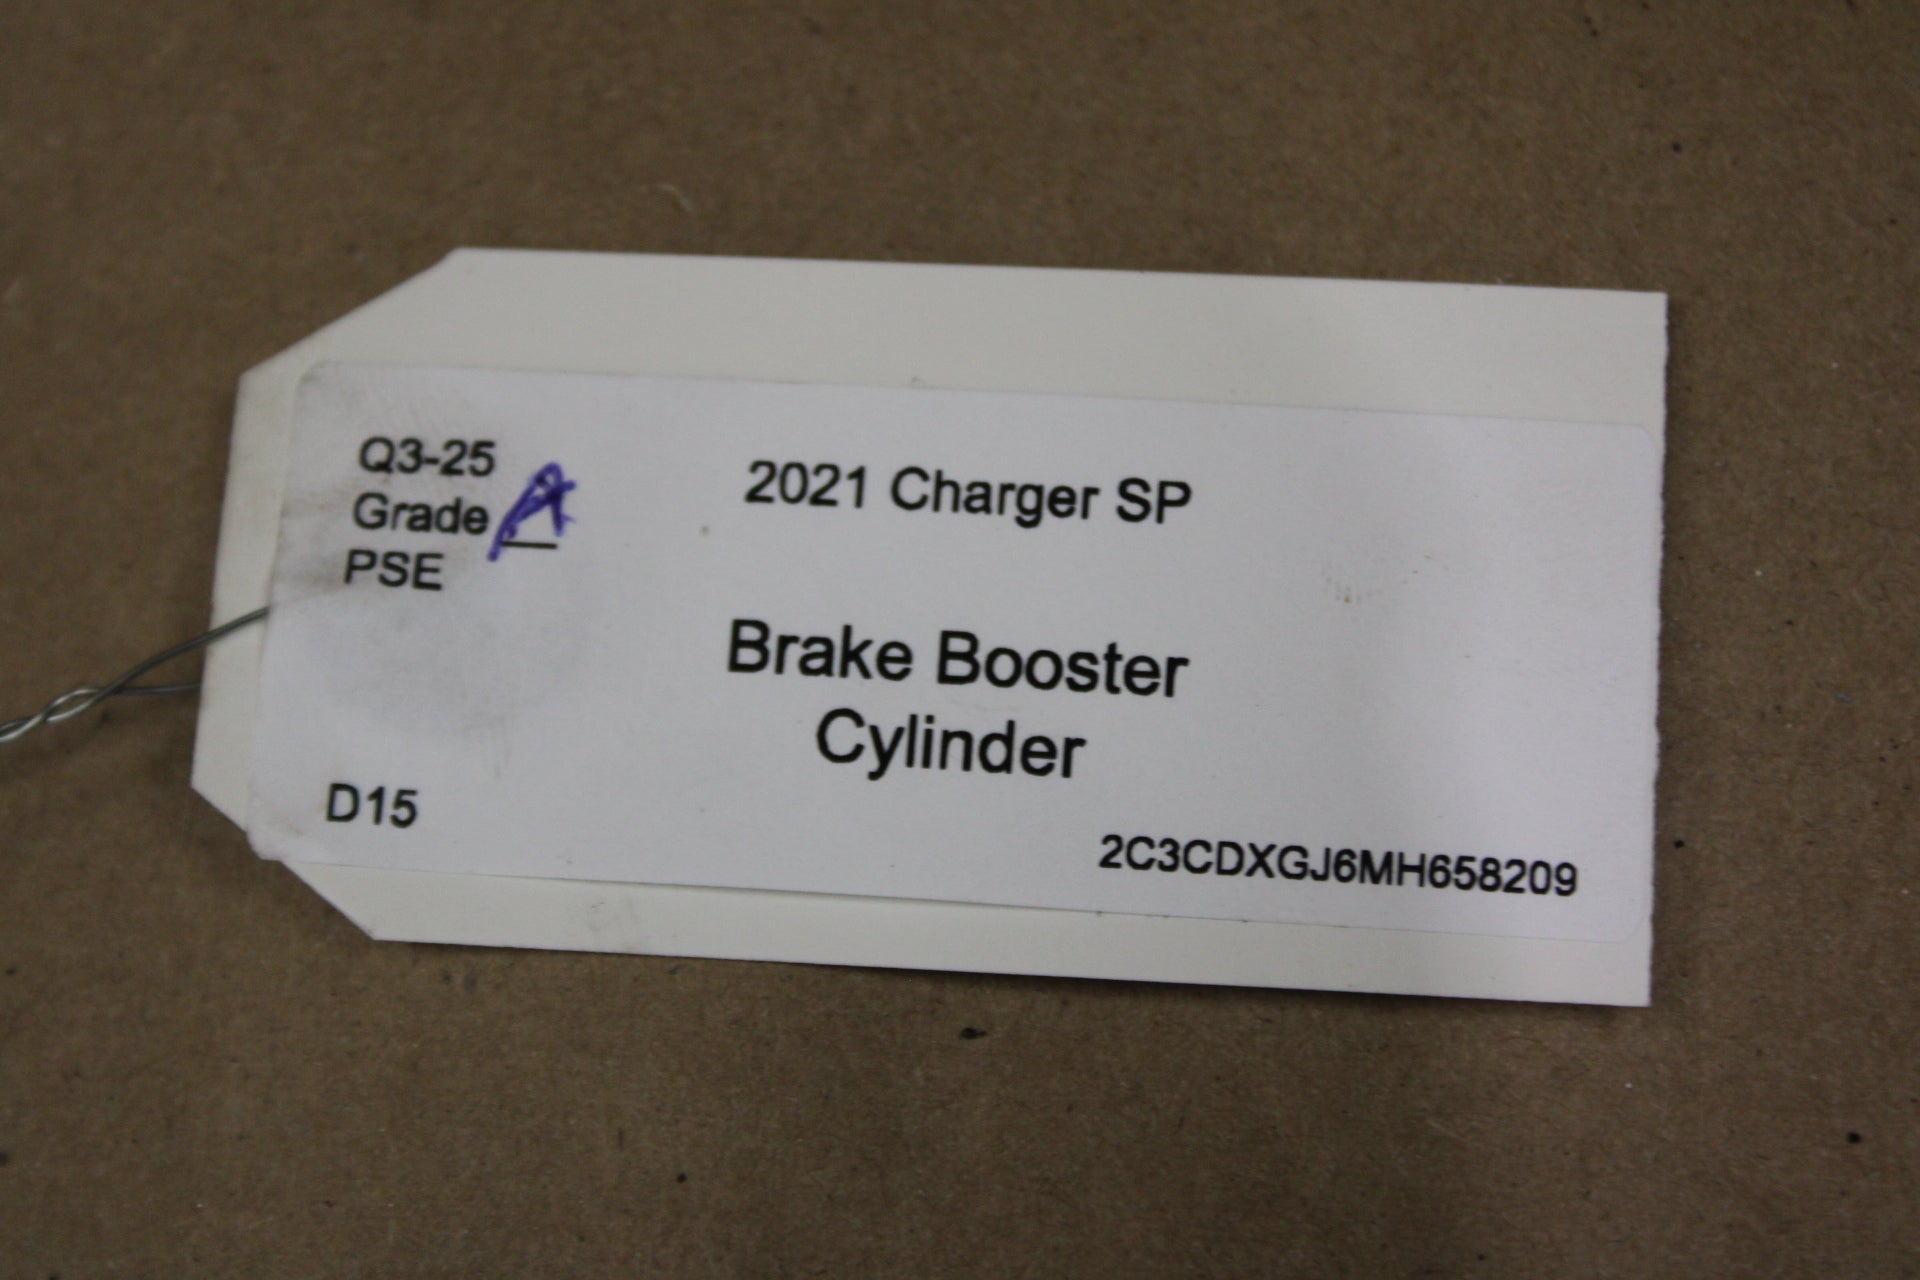 Q3-25
Grade A
PSE
2021 Charger SP
Brake Booster
Cylinder
D15
2C3CDXGJ6MH658209